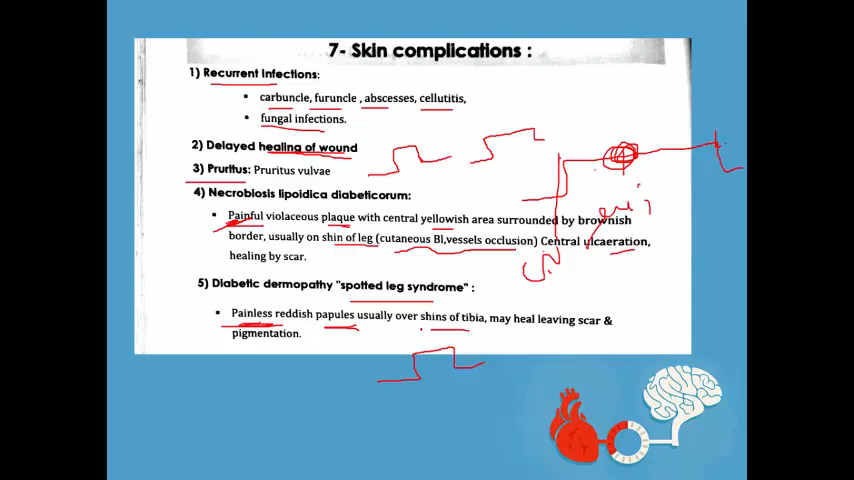 7- Skin complications :
1) Recurrent infections:
▪ carbuncle, furuncle , abscesses, cellutitis,
▪ fungal infections.
2) Delayed healing of wound
3) Pruritus: Pruritus vulvae
4) Necrobiosis lipoidica diabeticorum:
▪ Painful violaceous plaque with central yellowish area surrounded by brownish
border, usually on shin of leg (cutaneous Bl,vessels occlusion) Central ulcaeration,
healing by scar.
5) Diabetic dermopathy "spotted leg syndrome" :
▪ Painless reddish papules usually over shins of tibia, may heal leaving scar &
pigmentation.